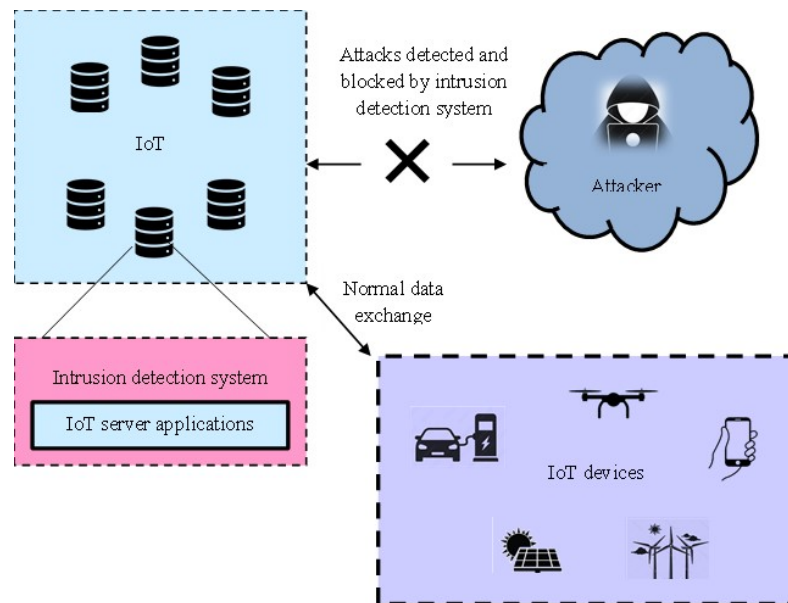 Attacks detected and
blocked by intrusion
detection system
IoT
Attacker
Normal data
exchange
Intrusion detection system
IoT server applications
IoT devices